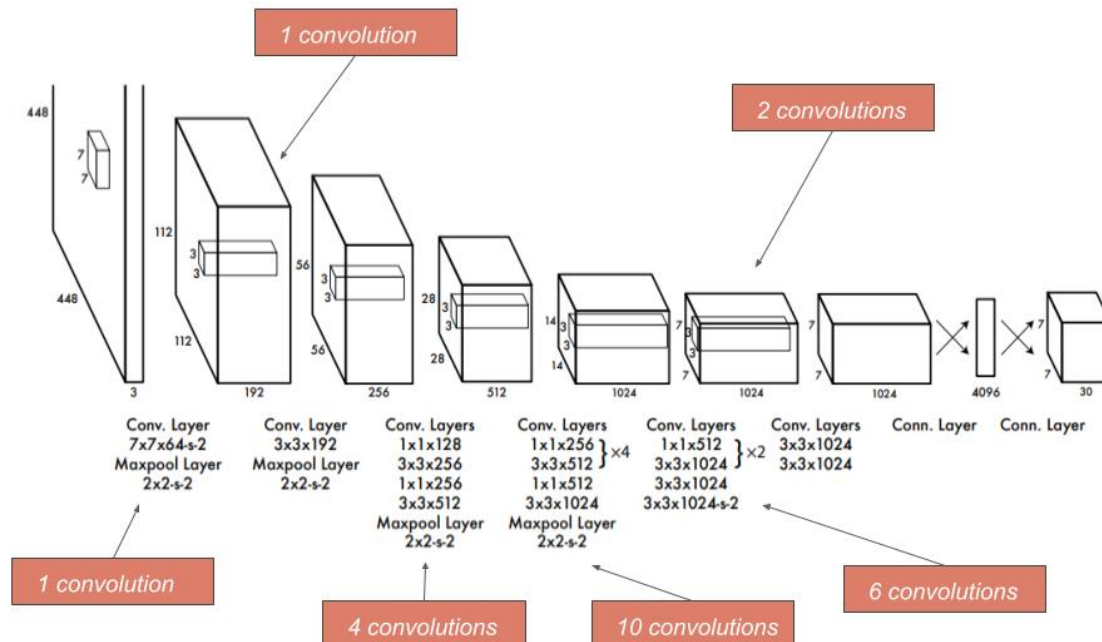 1 convolution
2 convolutions
448
7
7
448
3
112
3
3
112
192
56
3
3
56
256
28
3
3
28
512
14
3
3
14
1024
7
3
3
7
1024
7
7
1024
4096
7
7
30
Conv. Layer
7x7x64-s-2
Maxpool Layer
2x2-s-2
Conv. Layer
3x3x192
Maxpool Layer
2x2-s-2
Conv. Layers
1x1x128
3x3x256
1x1x256
3x3x512
Maxpool Layer
2x2-s-2
Conv. Layers
1x1x256
3x3x512
}×4
1x1x512
3x3x1024
Maxpool Layer
2x2-s-2
Conv. Layers
1x1x512
3x3x1024
}×2
3x3x1024
3x3x1024-s-2
Conv. Layers
3x3x1024
3x3x1024
Conn. Layer
Conn. Layer
1 convolution
4 convolutions
10 convolutions
6 convolutions